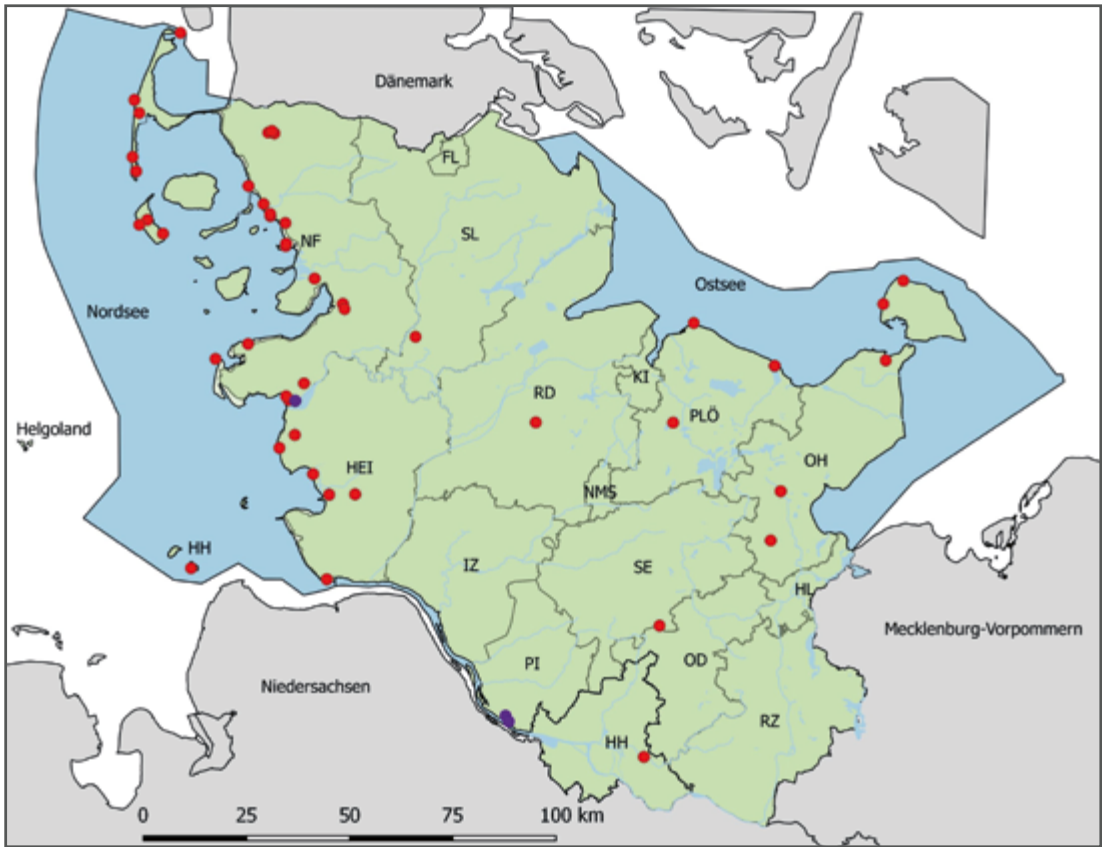 Dänemark
FL
SL
NF
Ostsee
Nordsee
KI
RD
PLÖ
Helgoland
HEI
OH
NMS
HH
IZ
SE
HL
Mecklenburg-Vorpommern
PI
OD
Niedersachsen
RZ
HH
0 25 50 75 100 km